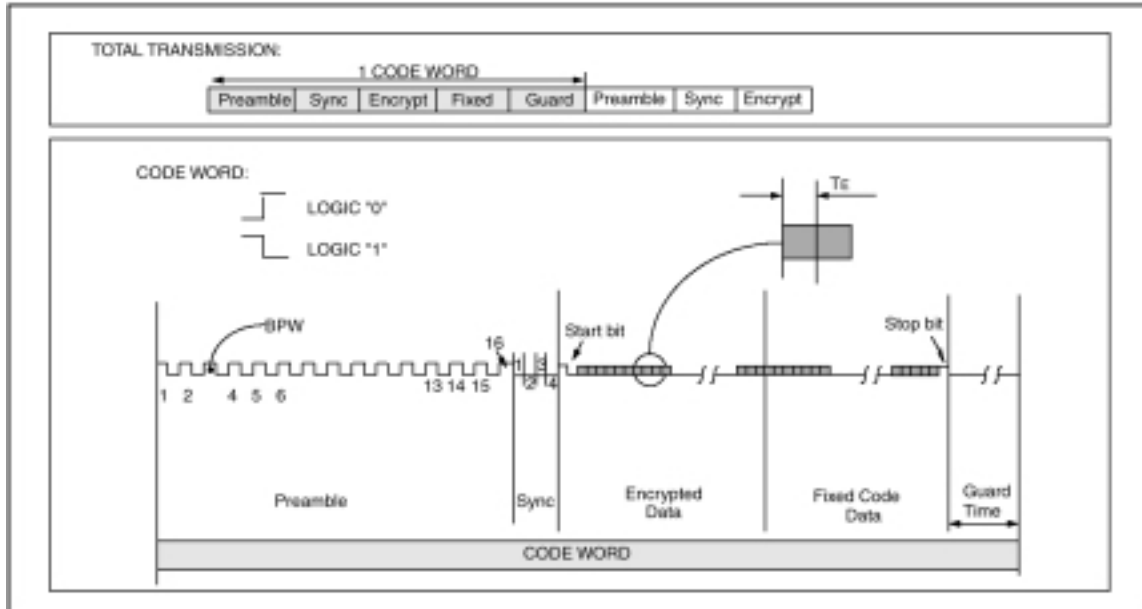 TOTAL TRANSMISSION:
1 CODE WORD
Preamble Sync Encrypt Fixed Guard Preamble Sync Encrypt
CODE WORD:
LOGIC "0"
LOGIC "1"
TE
BPW
16
Start bit
Stop bit
1 3
2 4
1 2 4 5 6 13 14 15
Preamble
Sync
Encrypted
Data
Fixed Code
Data
Guard
Time
CODE WORD